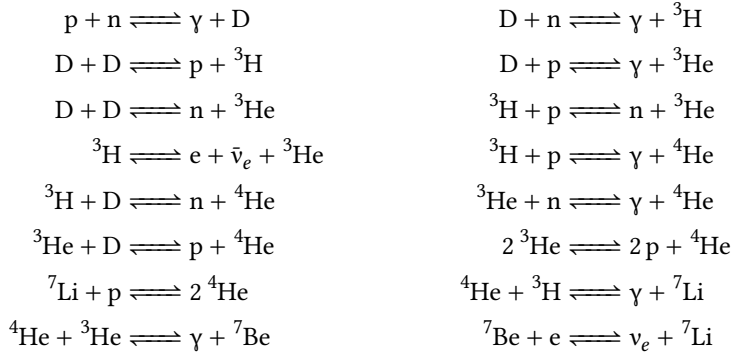 p + n ⇌ γ + D
D + D ⇌ p + ³H
D + D ⇌ n + ³He
³H ⇌ e + ν̄ₑ + ³He
³H + D ⇌ n + ⁴He
³He + D ⇌ p + ⁴He
⁷Li + p ⇌ 2 ⁴He
⁴He + ³He ⇌ γ + ⁷Be
D + n ⇌ γ + ³H
D + p ⇌ γ + ³He
³H + p ⇌ n + ³He
³H + p ⇌ γ + ⁴He
³He + n ⇌ γ + ⁴He
2 ³He ⇌ 2 p + ⁴He
⁴He + ³H ⇌ γ + ⁷Li
⁷Be + e ⇌ νₑ + ⁷Li